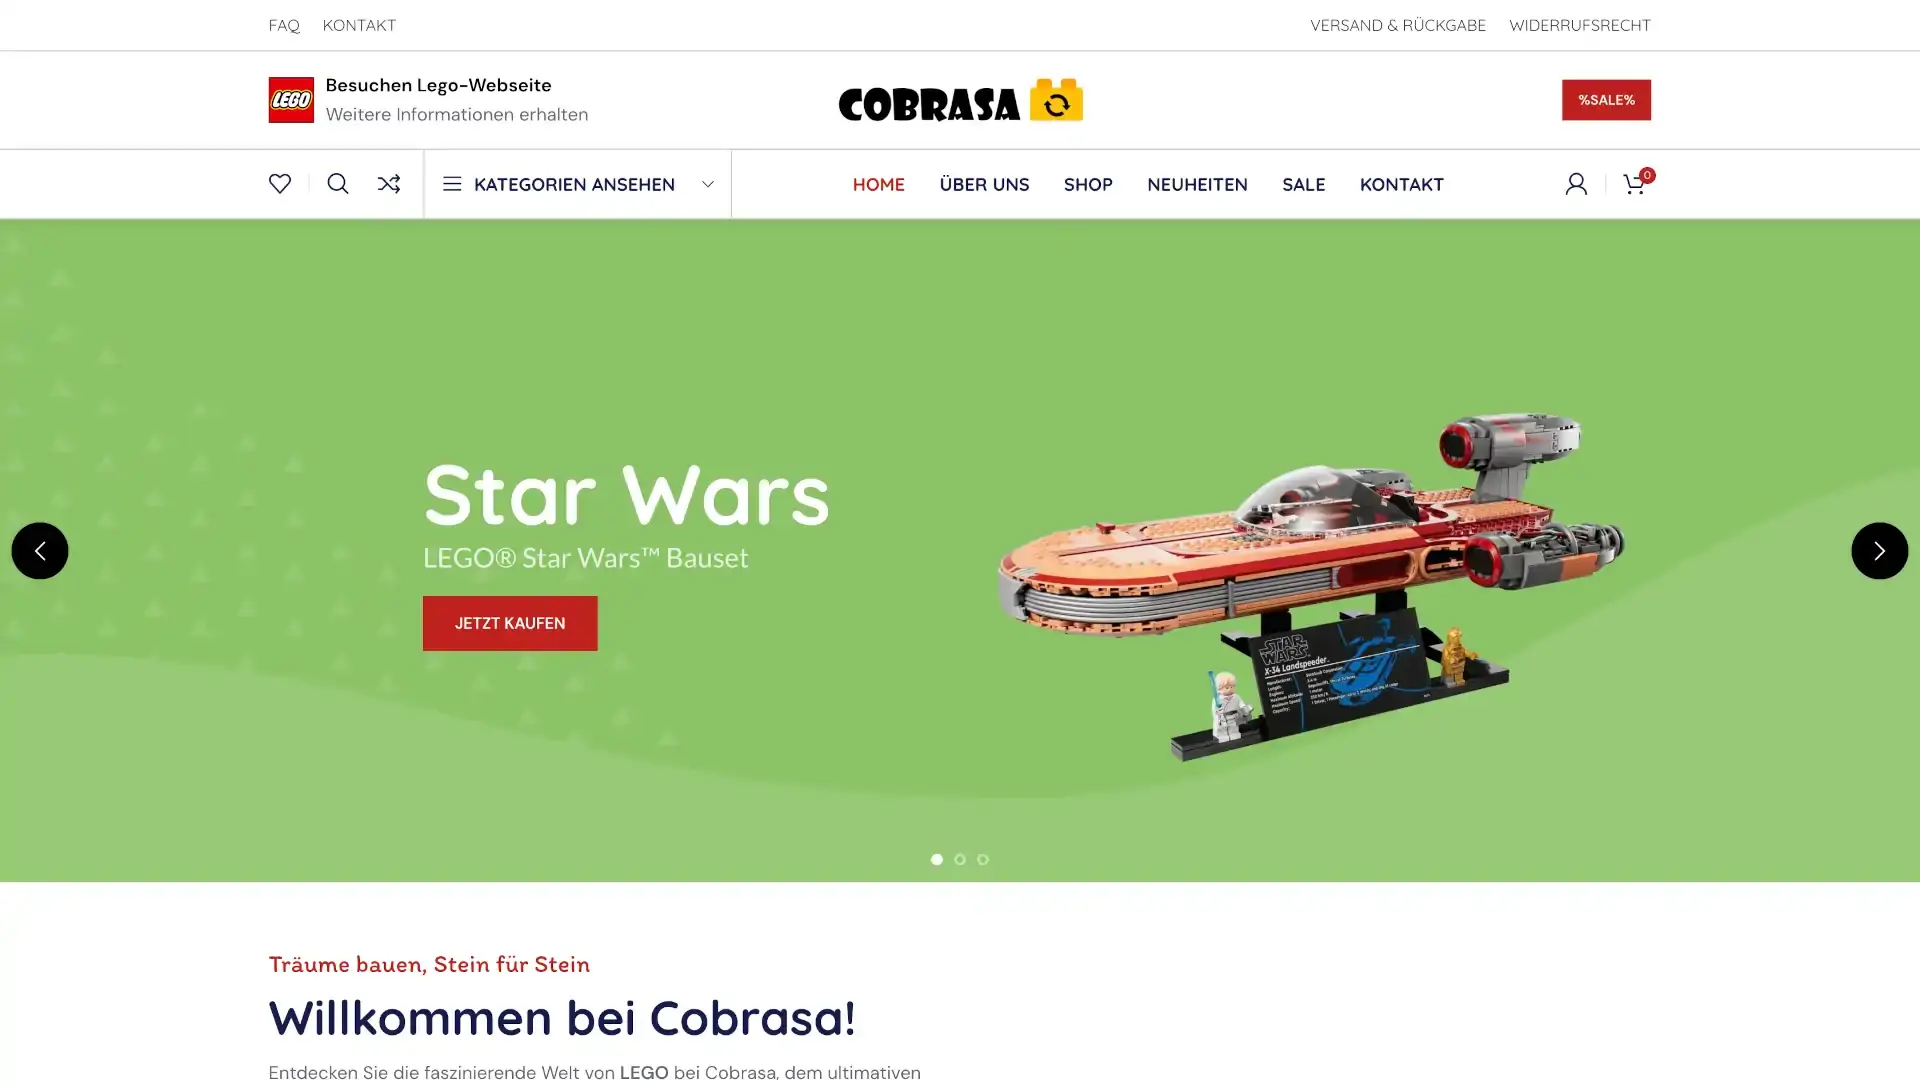 FAQ KONTAKT VERSAND & RÜCKGABE WIDERRUFSRECHT
LEGO
Besuchen Lego-Webseite
Weitere Informationen erhalten
COBRASA
%SALE%
KATEGORIEN ANSEHEN HOME ÜBER UNS SHOP NEUHEITEN SALE KONTAKT 0
Star Wars
LEGO® Star Wars™ Bauset
JETZT KAUFEN
STAR WARS
X-34 Landspeeder
Träume bauen, Stein für Stein
Willkommen bei Cobrasa!
Entdecken Sie die faszinierende Welt von LEGO bei Cobrasa, dem ultimativen